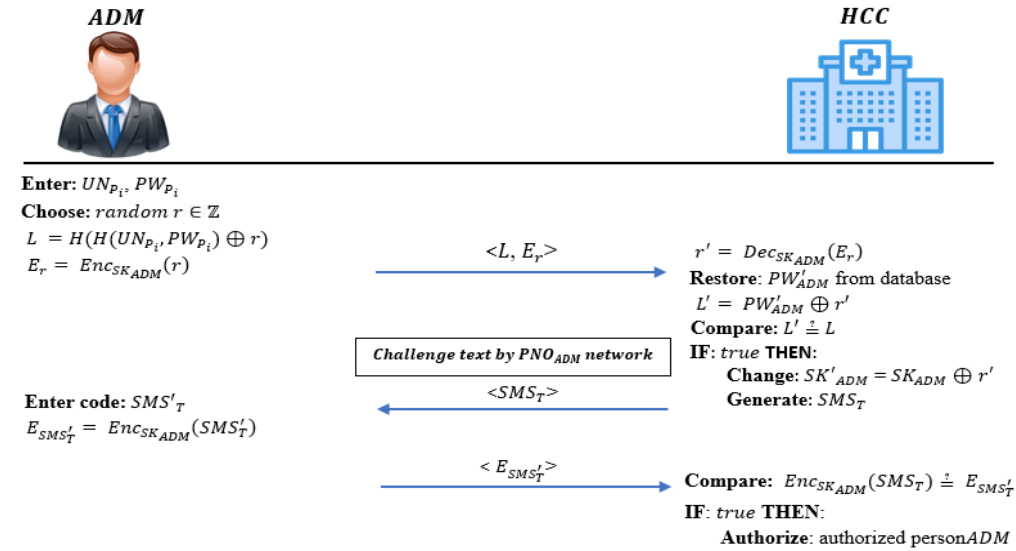 ADM
HCC
Enter: UN_{P_i}, PW_{P_i}
Choose: random r ∈ ℤ
L = H(H(UN_{P_i}, PW_{P_i}) ⊕ r)
E_r = Enc_{SK_{ADM}}(r)
<L, E_r>
r′ = Dec_{SK_{ADM}}(E_r)
Restore: PW′_{ADM} from database
L′ = PW′_{ADM} ⊕ r′
Compare: L′ ≟ L
IF: true THEN:
Change: SK′_{ADM} = SK_{ADM} ⊕ r′
Generate: SMS_T
Challenge text by PNO_{ADM} network
<SMS_T>
Enter code: SMS′_T
E_{SMS′_T} = Enc_{SK_{ADM}}(SMS′_T)
< E_{SMS′_T}>
Compare: Enc_{SK_{ADM}}(SMS_T) ≟ E_{SMS′_T}
IF: true THEN:
Authorize: authorized personADM